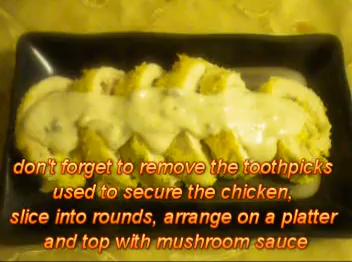 don't forget to remove the toothpicks
used to secure the chicken,
slice into rounds, arrange on a platter
and top with mushroom sauce